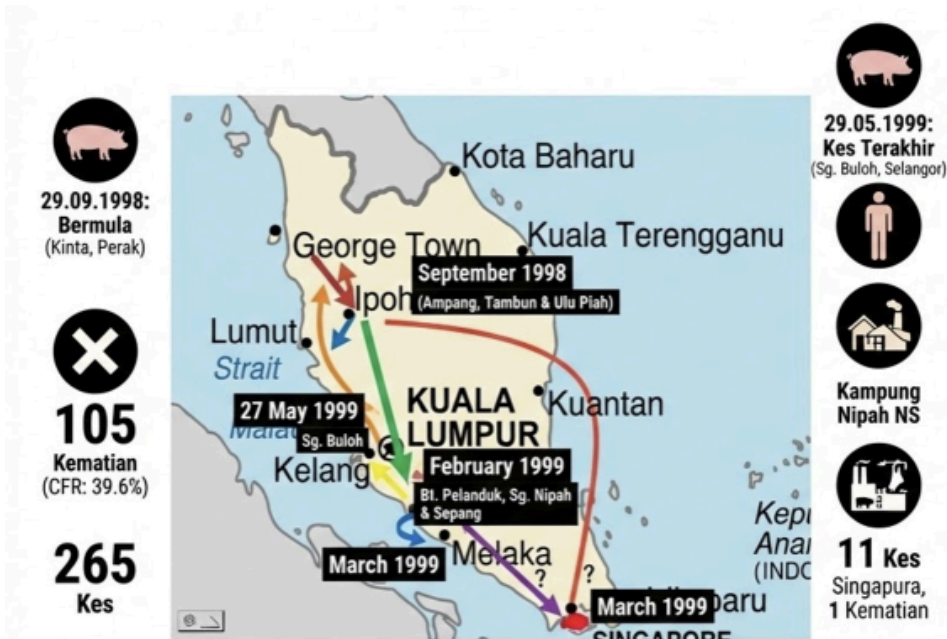 29.09.1998:
Bermula
(Kinta, Perak)
105
Kematian
(CFR: 39.6%)
265
Kes
Kota Baharu
George Town
Kuala Terengganu
September 1998
(Ampang, Tambun & Ulu Piah)
Ipoh
Lumut
Strait
KUALA
LUMPUR
Kuantan
27 May 1999
Sg. Buloh
Kelang
February 1999
Bt. Pelanduk, Sg. Nipah
& Sepang
March 1999
Melaka
?
?
March 1999
SINGAPORE
29.05.1999:
Kes Terakhir
(Sg. Buloh, Selangor)
Kampung
Nipah NS
11 Kes
Singapura,
1 Kematian